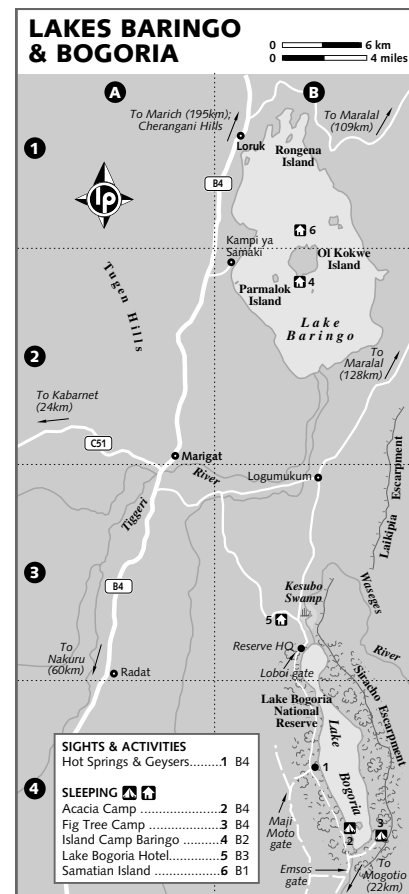 LAKES BARINGO
& BOGORIA
0 6 km
0 4 miles
A
B
To Marich (195km);
Cherangani Hills
To Maralal
(109km)
1
Loruk
Rongena
Island
lp
B4
6
Kampi ya
Samaki
Ol Kokwe
Island
Tugen Hills
4
Parmalok
Island
Lake
Baringo
2
To
Maralal
(128km)
To Kabarnet
(24km)
C51
Marigat
River
Logumukum
Tiggeri
Laikipia Escarpment
3
Kesubo
Swamp
Waseges
B4
5
River
Reserve HQ
Loboi gate
To
Nakuru
(60km)
Radat
Siracho Escarpment
Lake Bogoria
National
Reserve
Lake
Bogoria
SIGHTS & ACTIVITIES
Hot Springs & Geysers........1 B4
SLEEPING
Acacia Camp ....................2 B4
Fig Tree Camp ..................3 B4
Island Camp Baringo ........4 B2
Lake Bogoria Hotel...........5 B3
Samatian Island ................6 B1
4
1
Maji
Moto
gate
2
3
Emsos
gate
To
Mogotio
(22km)